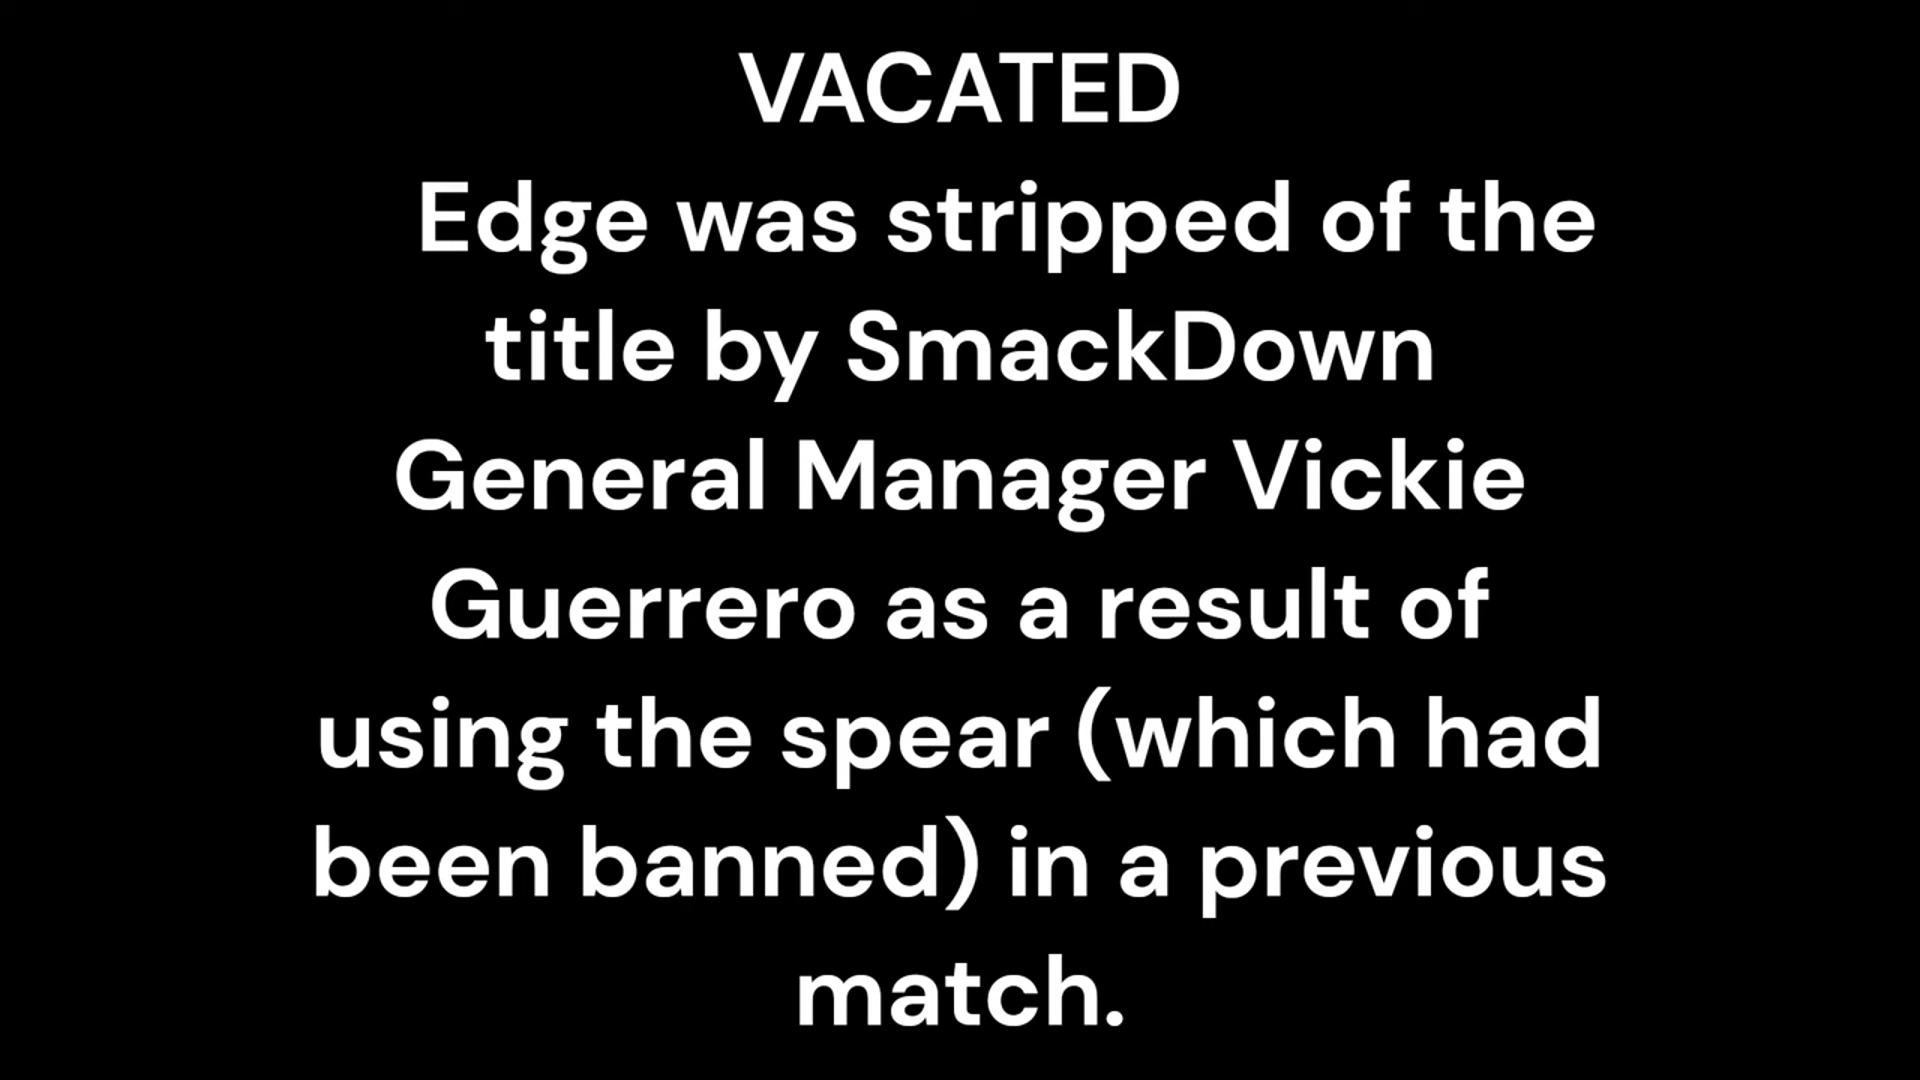 VACATED
Edge was stripped of the
title by SmackDown
General Manager Vickie
Guerrero as a result of
using the spear (which had
been banned) in a previous
match.